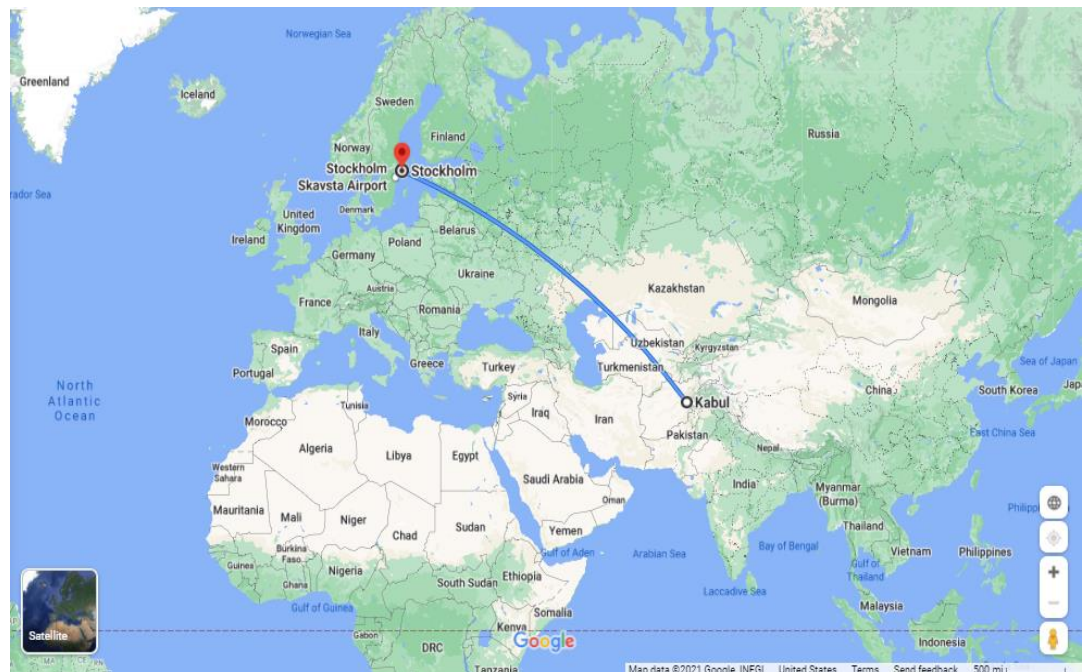 Norwegian Sea
Greenland
Iceland
Sweden
Finland
Russia
Norway
Stockholm
Skavsta Airport
Stockholm
rador Sea
United
Kingdom
Denmark
Ireland
Belarus
Poland
Germany
Ukraine
Kazakhstan
Austria
France
Mongolia
Romania
Italy
Uzbekistan
Kyrgyzstan
Spain
Sea of Japan
Portugal
Greece
Turkey
Turkmenistan
North
Atlantic
Ocean
China
South Korea
Jap
Syria
Kabul
Tunisia
Iraq
Iran
Morocco
East China Sea
Pakistan
Algeria
Libya
Egypt
Nepal
Western
Sahara
Saudi Arabia
India
Myanmar
(Burma)
Oman
Mauritania
Mali
Niger
Philipp
Chad
Sudan
Yemen
Thailand
Burkina
Faso
Gulf of Aden
Arabian Sea
Bay of Bengal
Vietnam
Philippines
Guinea
Nigeria
Ethiopia
Gulf of
Thailand
Ghana
South Sudan
Laccadive Sea
Gulf of Guinea
Somalia
Malaysia
Satellite
Gabon
Kenya
Google
DRC
Indonesia
Tanzania
Map data ©2021 Google, INEGI
United States
Terms
Send feedback
500 mi